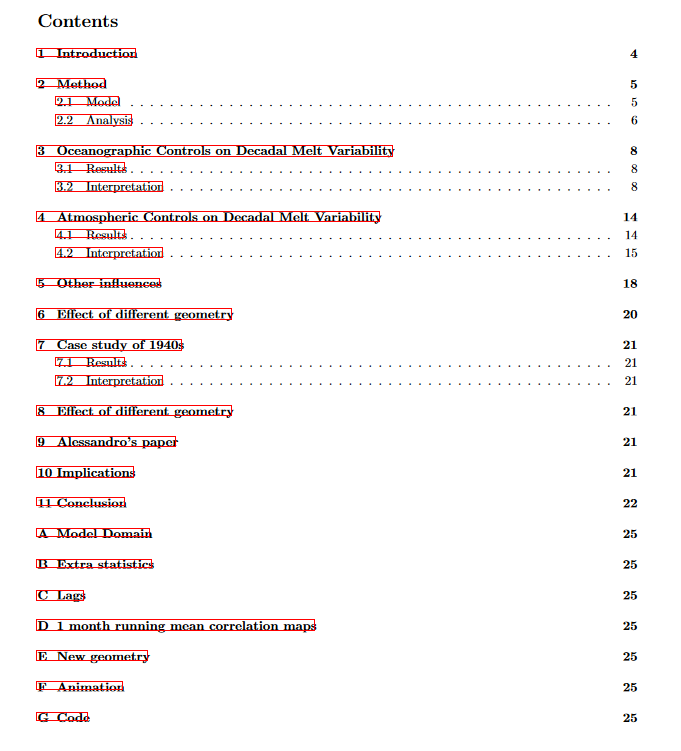 Contents
1 Introduction 4
2 Method 5
2.1 Model . . . . . . . . . . . . . . . . . . . . . . . . . . . . . . . . . . . . . . . . . . . . . . . . . 5
2.2 Analysis . . . . . . . . . . . . . . . . . . . . . . . . . . . . . . . . . . . . . . . . . . . . . . . . 6
3 Oceanographic Controls on Decadal Melt Variability 8
3.1 Results . . . . . . . . . . . . . . . . . . . . . . . . . . . . . . . . . . . . . . . . . . . . . . . . . 8
3.2 Interpretation . . . . . . . . . . . . . . . . . . . . . . . . . . . . . . . . . . . . . . . . . . . . . 8
4 Atmospheric Controls on Decadal Melt Variability 14
4.1 Results . . . . . . . . . . . . . . . . . . . . . . . . . . . . . . . . . . . . . . . . . . . . . . . . . 14
4.2 Interpretation . . . . . . . . . . . . . . . . . . . . . . . . . . . . . . . . . . . . . . . . . . . . . 15
5 Other influences 18
6 Effect of different geometry 20
7 Case study of 1940s 21
7.1 Results . . . . . . . . . . . . . . . . . . . . . . . . . . . . . . . . . . . . . . . . . . . . . . . . . 21
7.2 Interpretation . . . . . . . . . . . . . . . . . . . . . . . . . . . . . . . . . . . . . . . . . . . . . 21
8 Effect of different geometry 21
9 Alessandro's paper 21
10 Implications 21
11 Conclusion 22
A Model Domain 25
B Extra statistics 25
C Lags 25
D 1 month running mean correlation maps 25
E New geometry 25
F Animation 25
G Code 25